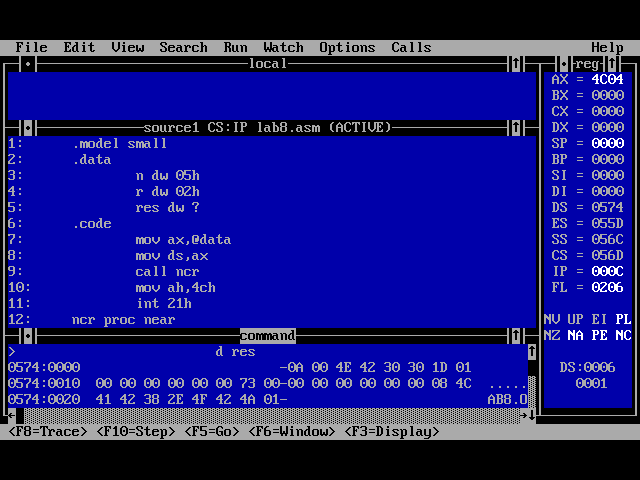 File Edit View Search Run Watch Options Calls Help
local reg
source1 CS:IP lab8.asm (ACTIVE)
1: .model small
2: .data
3: n dw 05h
4: r dw 02h
5: res dw ?
6: .code
7: mov ax,@data
8: mov ds,ax
9: call ncr
10: mov ah,4ch
11: int 21h
12: ncr proc near
command
> d res
0574:0000 -0A 00 4E 42 30 30 1D 01
0574:0010 00 00 00 00 00 00 73 00-00 00 00 00 00 00 08 4C .....
0574:0020 41 42 38 2E 4F 42 4A 01- AB8.O
AX = 4C04
BX = 0000
CX = 0000
DX = 0000
SP = 0000
BP = 0000
SI = 0000
DI = 0000
DS = 0574
ES = 055D
SS = 056C
CS = 056D
IP = 000C
FL = 0206
NV UP EI PL
NZ NA PE NC
DS:0006
0001
<F8=Trace> <F10=Step> <F5=Go> <F6=Window> <F3=Display>